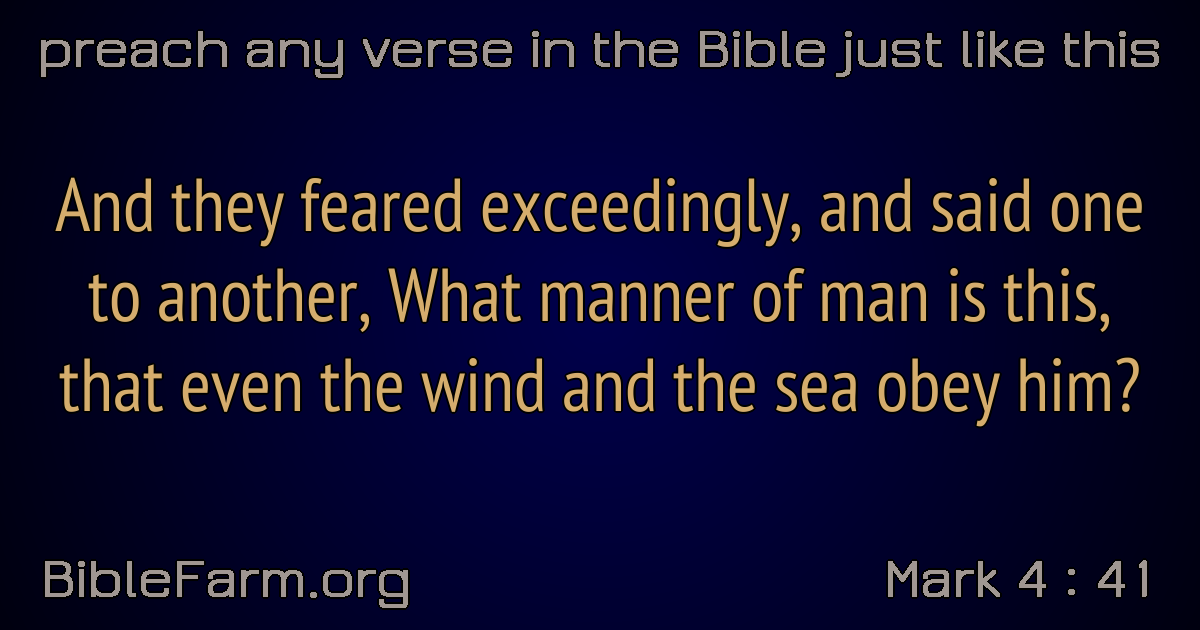 preach any verse in the Bible just like this
And they feared exceedingly, and said one
to another, What manner of man is this,
that even the wind and the sea obey him?
BibleFarm.org
Mark 4 : 41